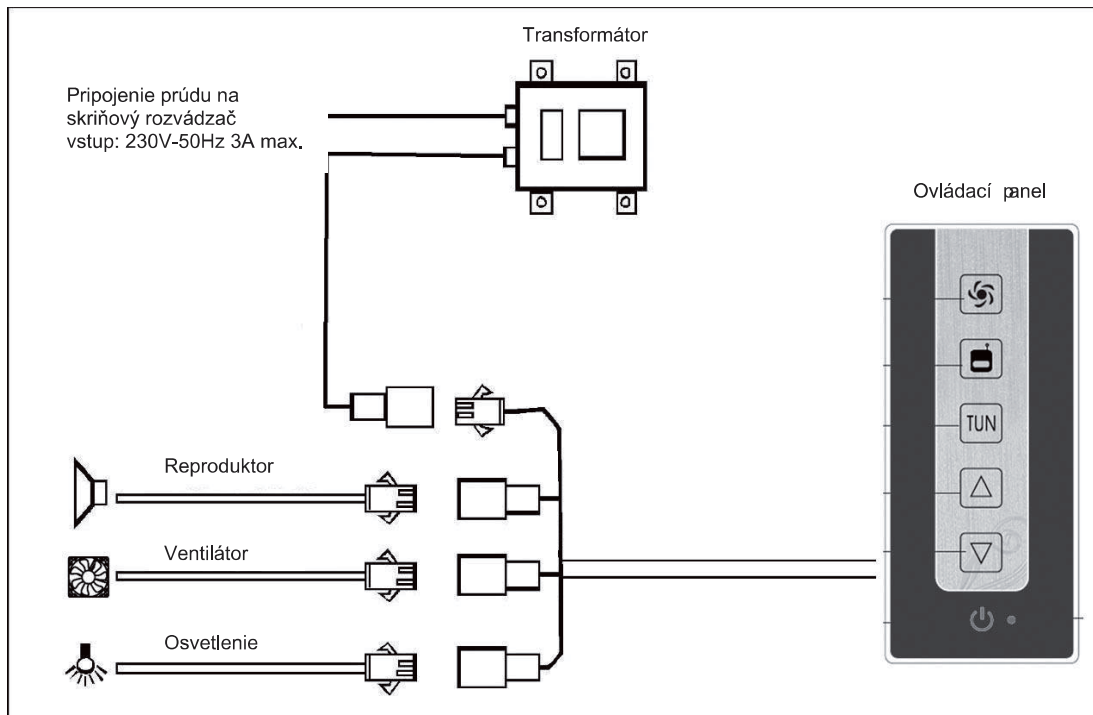 Transformátor
Pripojenie prúdu na
skriňový rozvádzač
vstup: 230V-50Hz 3A max.
Ovládací panel
TUN
Reproduktor
Ventilátor
Osvetlenie